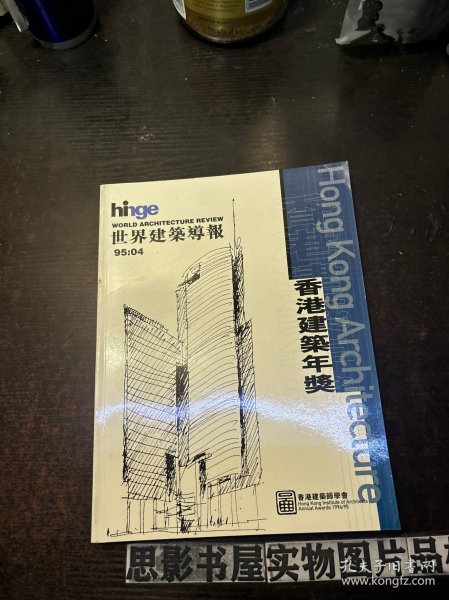 hinge
WORLD ARCHITECTURE REVIEW
世界建築導報
95:04
Hong Kong Architecture
香港建築年獎
香港建築師學會
Hong Kong Institute of Architects
Annual Awards 1994/95
思影书屋实物图片品
孔夫子旧书网
www.kongfz.com